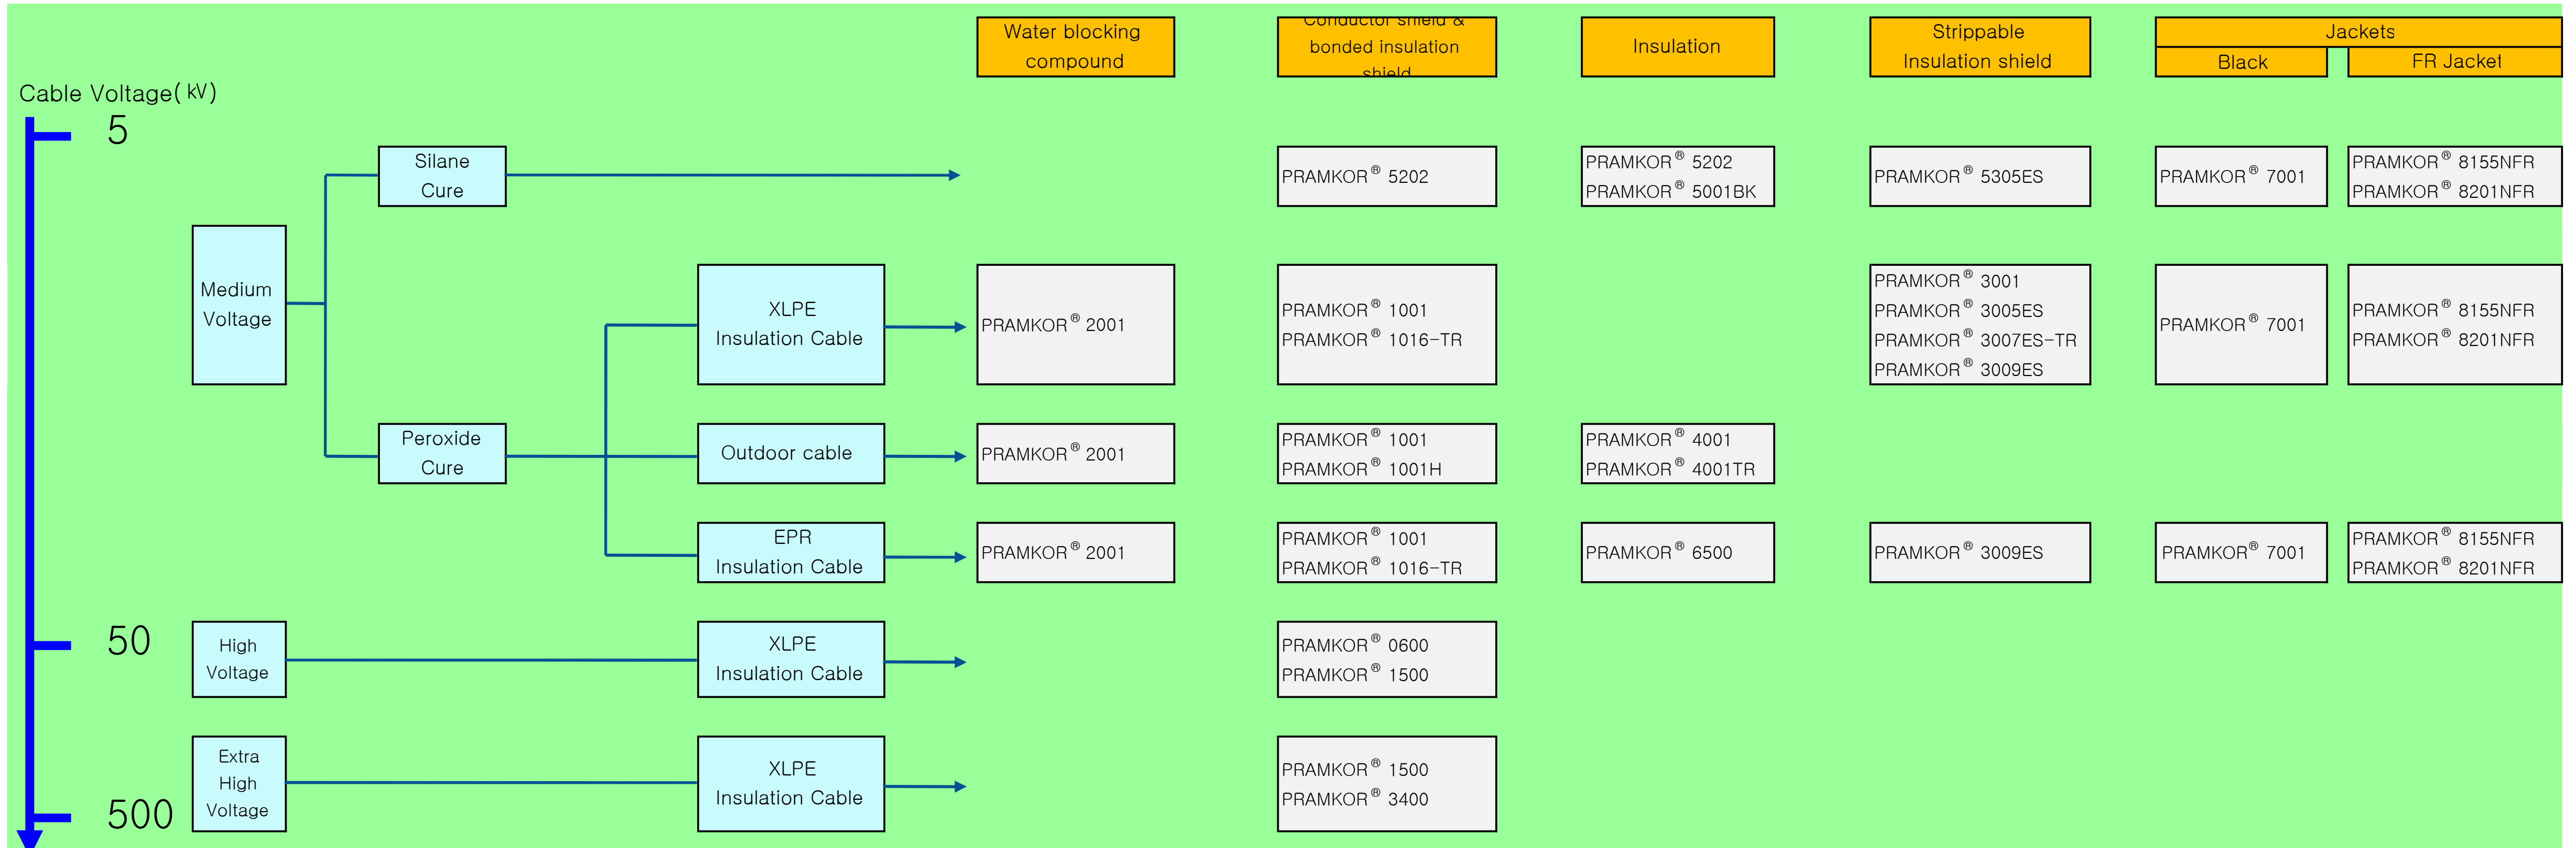 Water blocking
compound
Conductor shield &
bonded insulation
shield
Insulation
Strippable
Insulation shield
Jackets
Black
FR Jacket
Cable Voltage(kV)
5
Silane
Cure
PRAMKOR® 5202
PRAMKOR® 5202
PRAMKOR® 5001BK
PRAMKOR® 5305ES
PRAMKOR® 7001
PRAMKOR® 8155NFR
PRAMKOR® 8201NFR
Medium
Voltage
XLPE
Insulation Cable
PRAMKOR® 2001
PRAMKOR® 1001
PRAMKOR® 1016-TR
PRAMKOR® 3001
PRAMKOR® 3005ES
PRAMKOR® 3007ES-TR
PRAMKOR® 3009ES
PRAMKOR® 7001
PRAMKOR® 8155NFR
PRAMKOR® 8201NFR
Peroxide
Cure
Outdoor cable
PRAMKOR® 2001
PRAMKOR® 1001
PRAMKOR® 1001H
PRAMKOR® 4001
PRAMKOR® 4001TR
EPR
Insulation Cable
PRAMKOR® 2001
PRAMKOR® 1001
PRAMKOR® 1016-TR
PRAMKOR® 6500
PRAMKOR® 3009ES
PRAMKOR® 7001
PRAMKOR® 8155NFR
PRAMKOR® 8201NFR
50
High
Voltage
XLPE
Insulation Cable
PRAMKOR® 0600
PRAMKOR® 1500
Extra
High
Voltage
XLPE
Insulation Cable
PRAMKOR® 1500
PRAMKOR® 3400
500